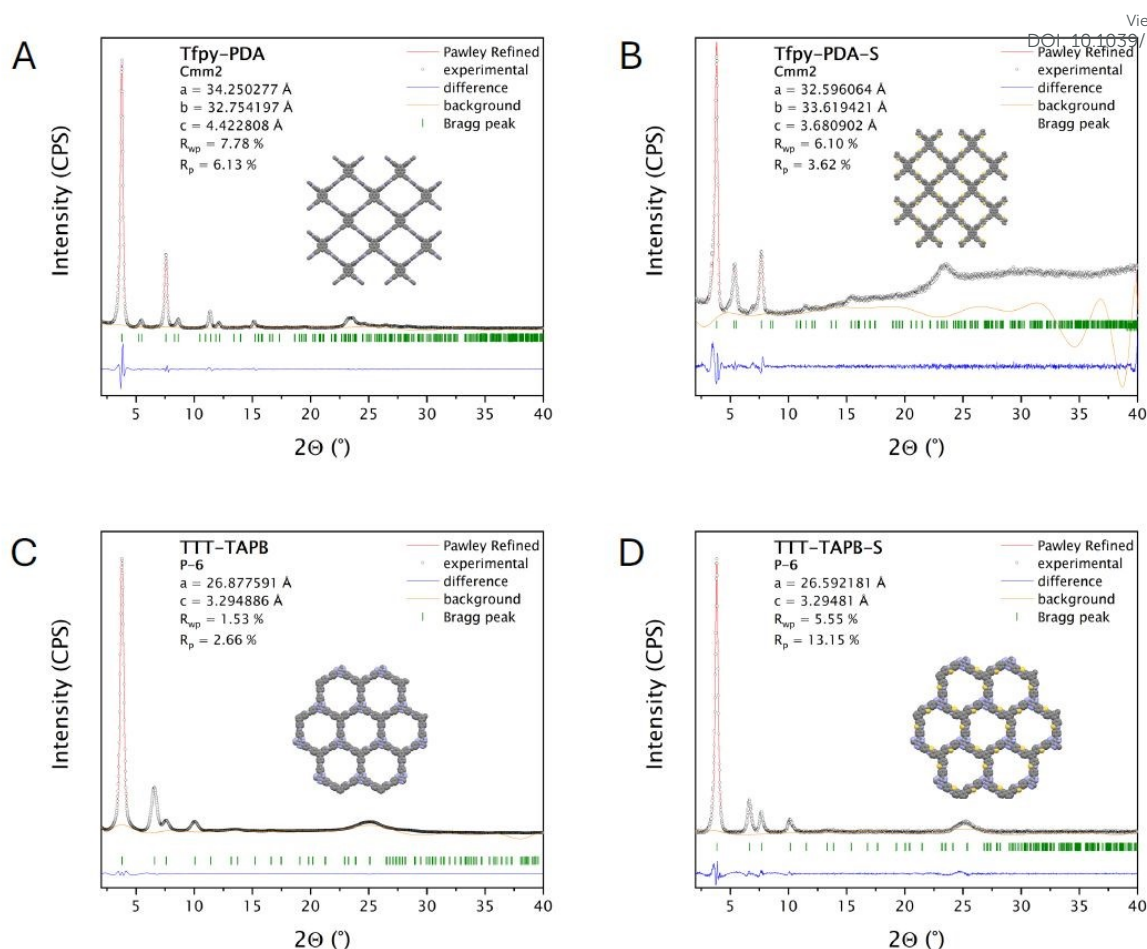 Vie
DOI: 10.1039/
A
Tfpy-PDA
Cmm2
a = 34.250277 Å
b = 32.754197 Å
c = 4.422808 Å
Rwp = 7.78 %
Rp = 6.13 %
Pawley Refined
experimental
difference
background
Bragg peak
Intensity (CPS)
5 10 15 20 25 30 35 40
2Θ (°)
B
Tfpy-PDA-S
Cmm2
a = 32.596064 Å
b = 33.619421 Å
c = 3.680902 Å
Rwp = 6.10 %
Rp = 3.62 %
Pawley Refined
experimental
difference
background
Bragg peak
Intensity (CPS)
5 10 15 20 25 30 35 40
2Θ (°)
C
TTT-TAPB
P-6
a = 26.877591 Å
c = 3.294886 Å
Rwp = 1.53 %
Rp = 2.66 %
Pawley Refined
experimental
difference
background
Bragg peak
Intensity (CPS)
5 10 15 20 25 30 35 40
2Θ (°)
D
TTT-TAPB-S
P-6
a = 26.592181 Å
c = 3.29481 Å
Rwp = 5.55 %
Rp = 13.15 %
Pawley Refined
experimental
difference
background
Bragg peak
Intensity (CPS)
5 10 15 20 25 30 35 40
2Θ (°)